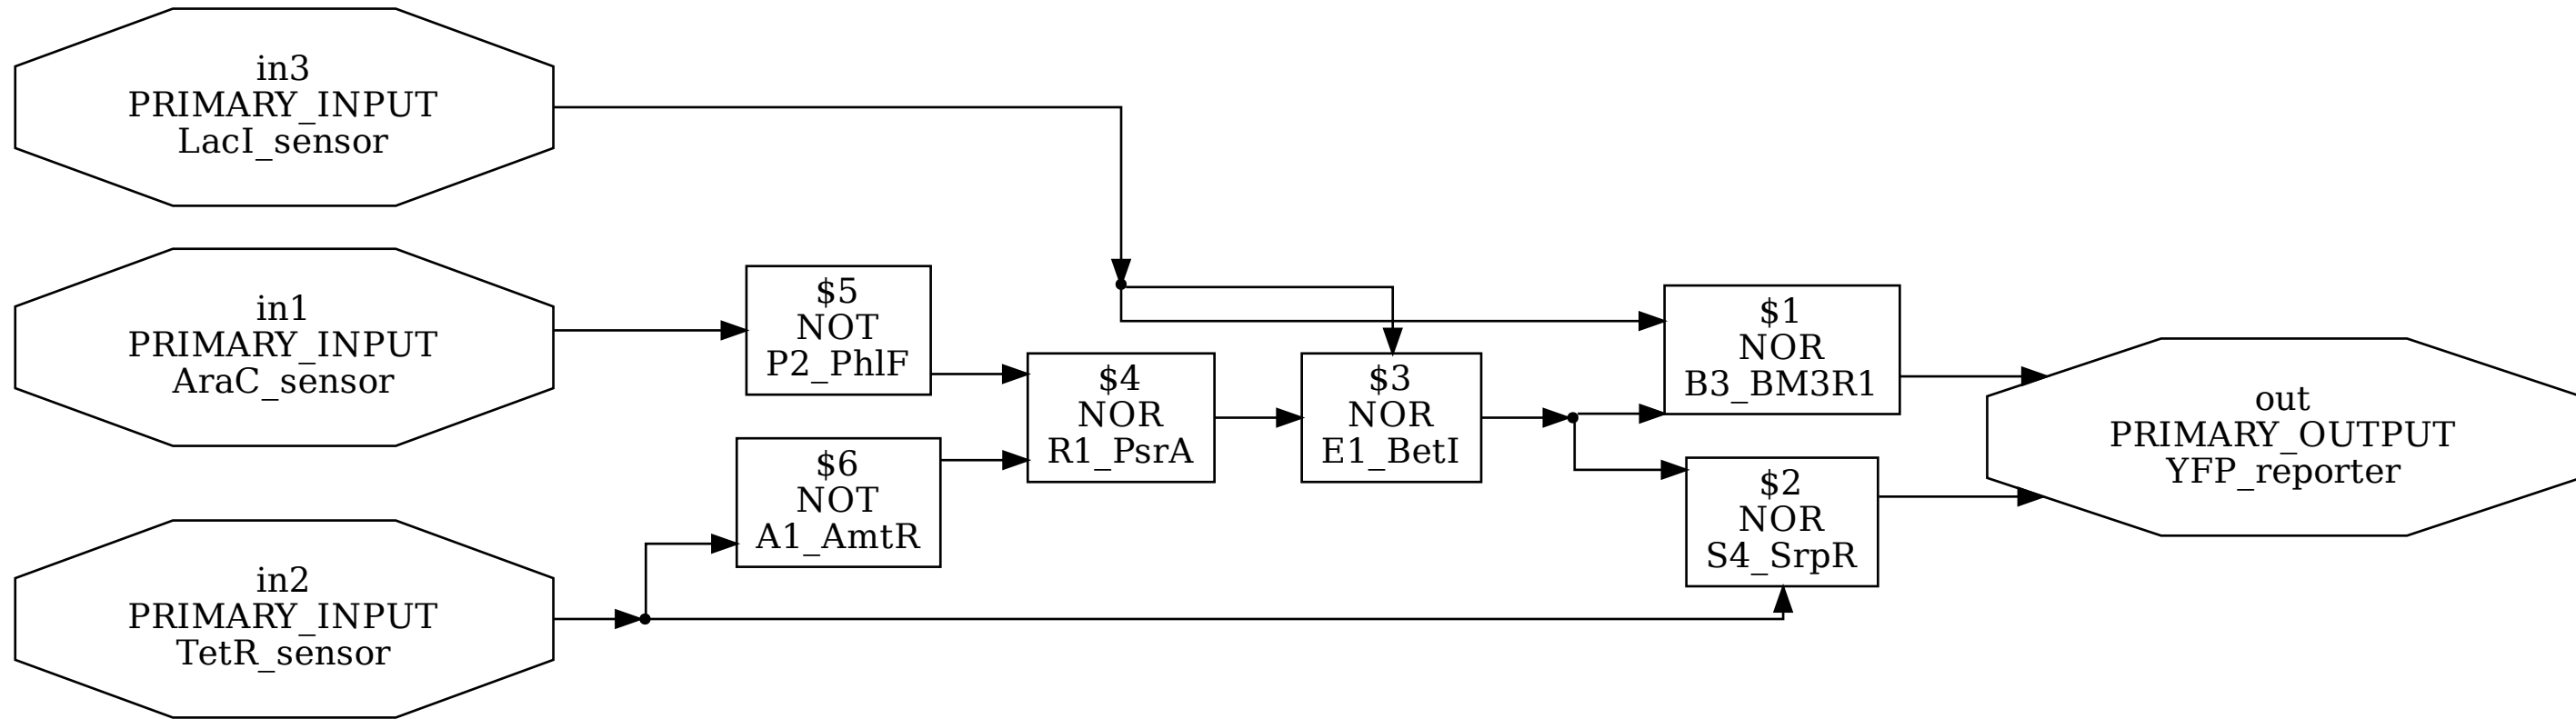 in3
PRIMARY_INPUT
LacI_sensor
in1
PRIMARY_INPUT
AraC_sensor
in2
PRIMARY_INPUT
TetR_sensor
$5
NOT
P2_PhlF
$6
NOT
A1_AmtR
$4
NOR
R1_PsrA
$3
NOR
E1_BetI
$1
NOR
B3_BM3R1
$2
NOR
S4_SrpR
out
PRIMARY_OUTPUT
YFP_reporter